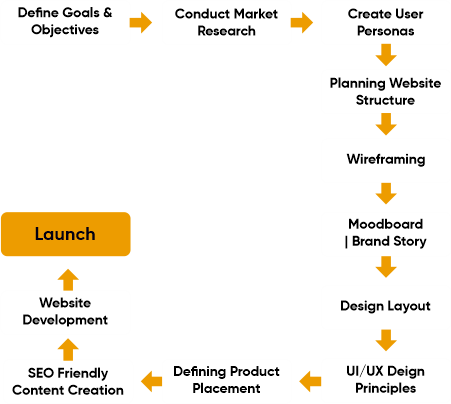 Define Goals &
Objectives
Conduct Market
Research
Create User
Personas
Planning Website
Structure
Wireframing
Moodboard
| Brand Story
Design Layout
UI/UX Deign
Principles
Defining Product
Placement
SEO Friendly
Content Creation
Website
Development
Launch